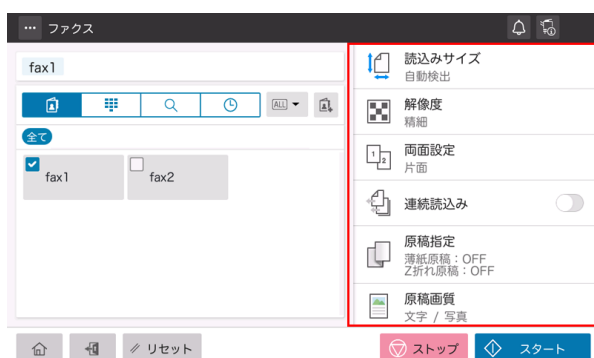 ファクス
fax1
ALL
全て
fax1
fax2
読込みサイズ
自動検出
解像度
精細
1 2
両面設定
片面
連続読込み
原稿指定
薄紙原稿：OFF
Z折れ原稿：OFF
原稿画質
文字 / 写真
リセット
ストップ
スタート